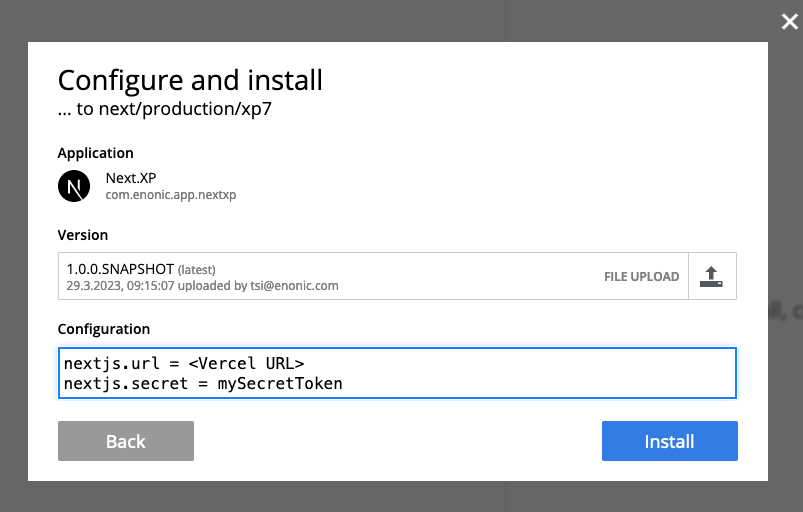 Configure and install
... to next/production/xp7
Application
Next.XP
com.enonic.app.nextxp
Version
1.0.0.SNAPSHOT (latest)
29.3.2023, 09:15:07 uploaded by tsi@enonic.com
FILE UPLOAD
Configuration
nextjs.url = <Vercel URL>
nextjs.secret = mySecretToken
Back
Install